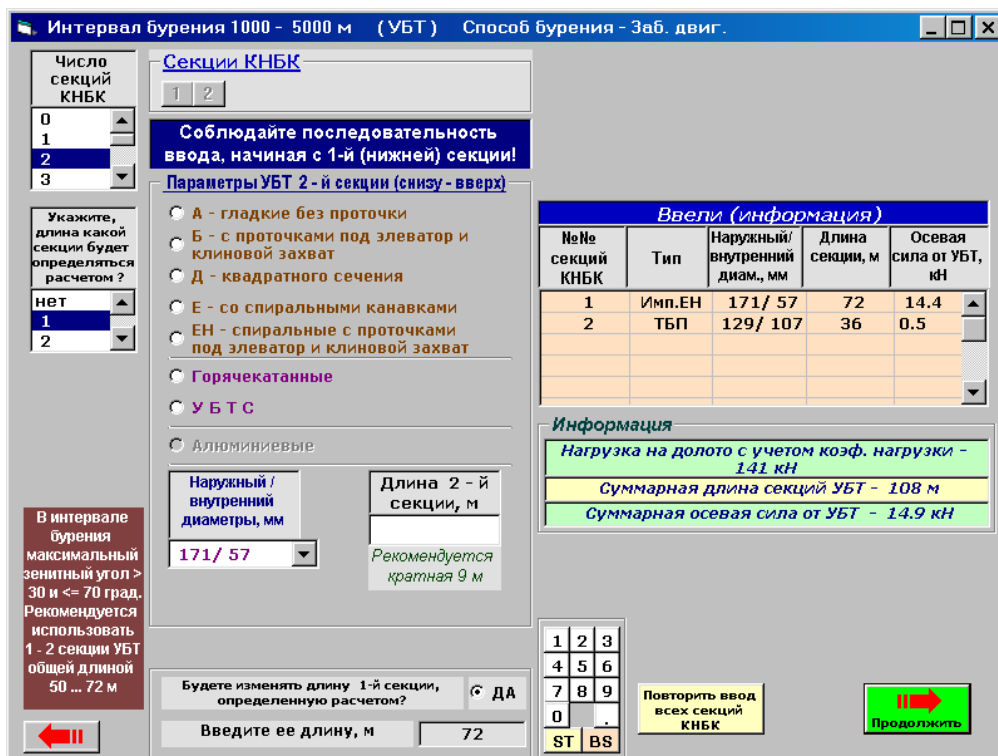 Интервал бурения 1000 - 5000 м ( УБТ ) Способ бурения - Заб. двиг.
Число
секций
КНБК
0
1
2
3
Укажите,
длина какой
секции будет
определяться
расчетом ?
нет
1
2
В интервале
бурения
максимальный
зенитный угол >
30 и <= 70 град.
Рекомендуется
использовать
1 - 2 секции УБТ
общей длиной
50 ... 72 м
Секции КНБК
1 2
Соблюдайте последовательность
ввода, начиная с 1-й (нижней) секции!
Параметры УБТ 2 - й секции (снизу - вверх)
А - гладкие без проточки
Б - с проточками под элеватор и
клиновой захват
Д - квадратного сечения
Е - со спиральными канавками
ЕН - спиральные с проточками
под элеватор и клиновой захват
Горячекатанные
У Б Т С
Алюминиевые
Наружный /
внутренний
диаметры, мм
171/ 57
Длина 2 - й
секции, м
Рекомендуется
кратная 9 м
Будете изменять длину 1-й секции,
определенную расчетом?
ДА
Введите ее длину, м 72
Ввели (информация)
№№
секций
КНБК
Тип
Наружный/
внутренний
диам., мм
Длина
секции, м
Осевая
сила от УБТ,
кН
1 Имп.ЕН 171/ 57 72 14.4
2 ТБП 129/ 107 36 0.5
Информация
Нагрузка на долото с учетом коэф. нагрузки -
141 кН
Суммарная длина секций УБТ - 108 м
Суммарная осевая сила от УБТ - 14.9 кН
1 2 3
4 5 6
7 8 9
0 .
ST BS
Повторить ввод
всех секций
КНБК
Продолжить